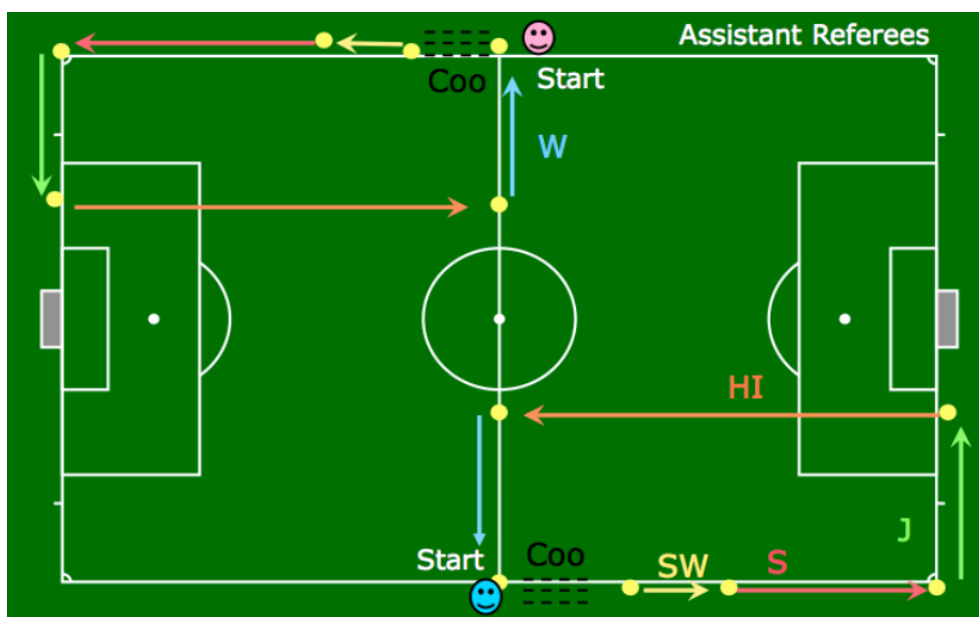 Assistant Referees
Coo
Start
W
HI
J
Start
Coo
SW
S